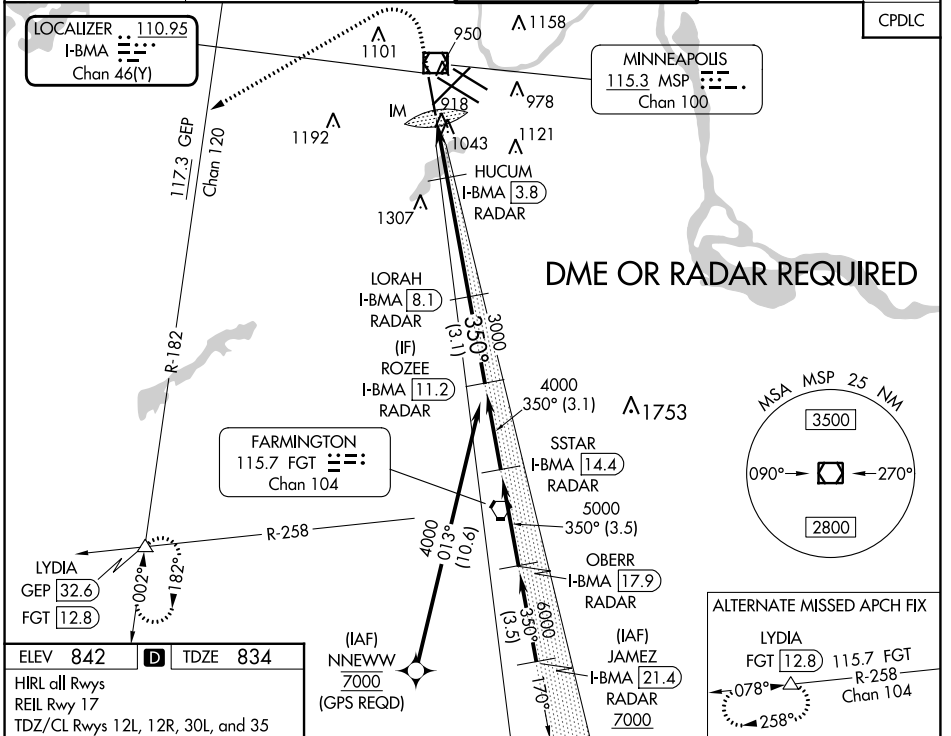 LOCALIZER 110.95
I-BMA
Chan 46(Y)
1101
950
1158
CPDLC
MINNEAPOLIS
115.3 MSP
Chan 100
978
IM
918
1192
1043
1121
117.3 GEP
Chan 120
HUCUM
I-BMA 3.8
RADAR
1307
DME OR RADAR REQUIRED
LORAH
I-BMA 8.1
RADAR
350°
(3.1)
3000
R-182
(IF)
ROZEE
I-BMA 11.2
RADAR
4000
350° (3.1)
1753
MSA MSP 25 NM
3500
090°
270°
2800
FARMINGTON
115.7 FGT
Chan 104
SSTAR
I-BMA 14.4
RADAR
5000
350° (3.5)
R-258
4000
013°
(10.6)
OBERR
I-BMA 17.9
RADAR
LYDIA
GEP 32.6
FGT 12.8
002°
182°
6000
350°
(3.5)
170°
(IAF)
NNEWW
7000
(GPS REQD)
(IAF)
JAMEZ
I-BMA 21.4
RADAR
7000
ALTERNATE MISSED APCH FIX
LYDIA
FGT 12.8 115.7 FGT
R-258
Chan 104
078°
258°
ELEV 842 D TDZE 834
HIRL all Rwys
REIL Rwy 17
TDZ/CL Rwys 12L, 12R, 30L, and 35